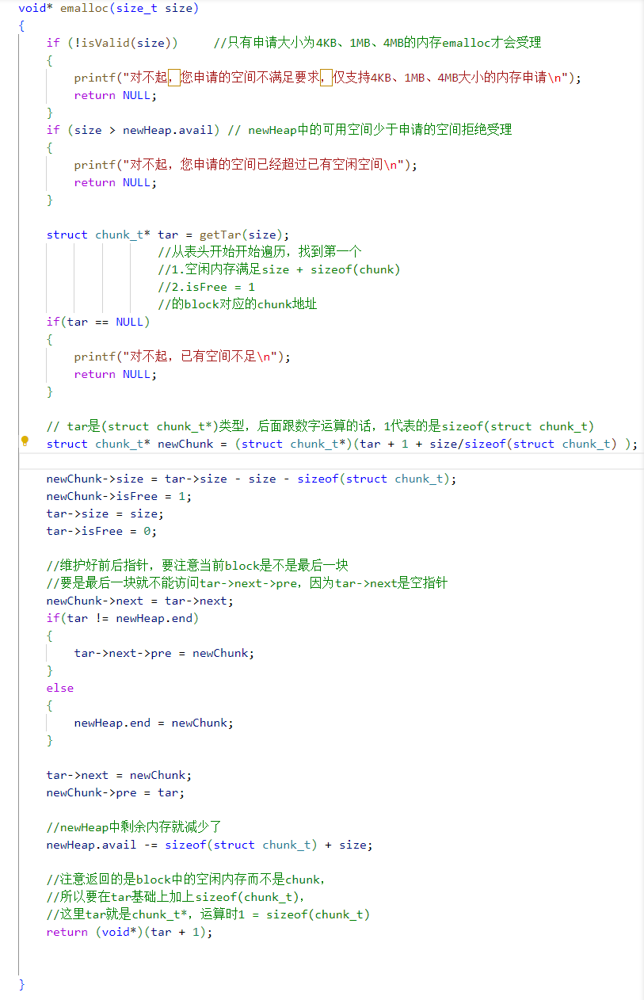 void* emalloc(size_t size)
{
if (!isValid(size)) //只有申请大小为4KB、1MB、4MB的内存emalloc才会受理
{
printf("对不起，您申请的空间不满足要求，仅支持4KB、1MB、4MB大小的内存申请\n");
return NULL;
}
if (size > newHeap.avail) // newHeap中的可用空间少于申请的空间拒绝受理
{
printf("对不起，您申请的空间已经超过已有空闲空间\n");
return NULL;
}
struct chunk_t* tar = getTar(size);
//从表头开始开始遍历，找到第一个
//1.空闲内存满足size + sizeof(chunk)
//2.isFree = 1
//的block对应的chunk地址
if(tar == NULL)
{
printf("对不起，已有空间不足\n");
return NULL;
}
// tar是(struct chunk_t*)类型，后面跟数字运算的话，1代表的是sizeof(struct chunk_t)
struct chunk_t* newChunk = (struct chunk_t*)(tar + 1 + size/sizeof(struct chunk_t) );
newChunk->size = tar->size - size - sizeof(struct chunk_t);
newChunk->isFree = 1;
tar->size = size;
tar->isFree = 0;
//维护好前后指针，要注意当前block是不是最后一块
//要是最后一块就不能访问tar->next->pre，因为tar->next是空指针
newChunk->next = tar->next;
if(tar != newHeap.end)
{
tar->next->pre = newChunk;
}
else
{
newHeap.end = newChunk;
}
tar->next = newChunk;
newChunk->pre = tar;
//newHeap中剩余内存就减少了
newHeap.avail -= sizeof(struct chunk_t) + size;
//注意返回的是block中的空闲内存而不是chunk，
//所以要在tar基础上加上sizeof(chunk_t)，
//这里tar就是chunk_t*，运算时1 = sizeof(chunk_t)
return (void*)(tar + 1);
}